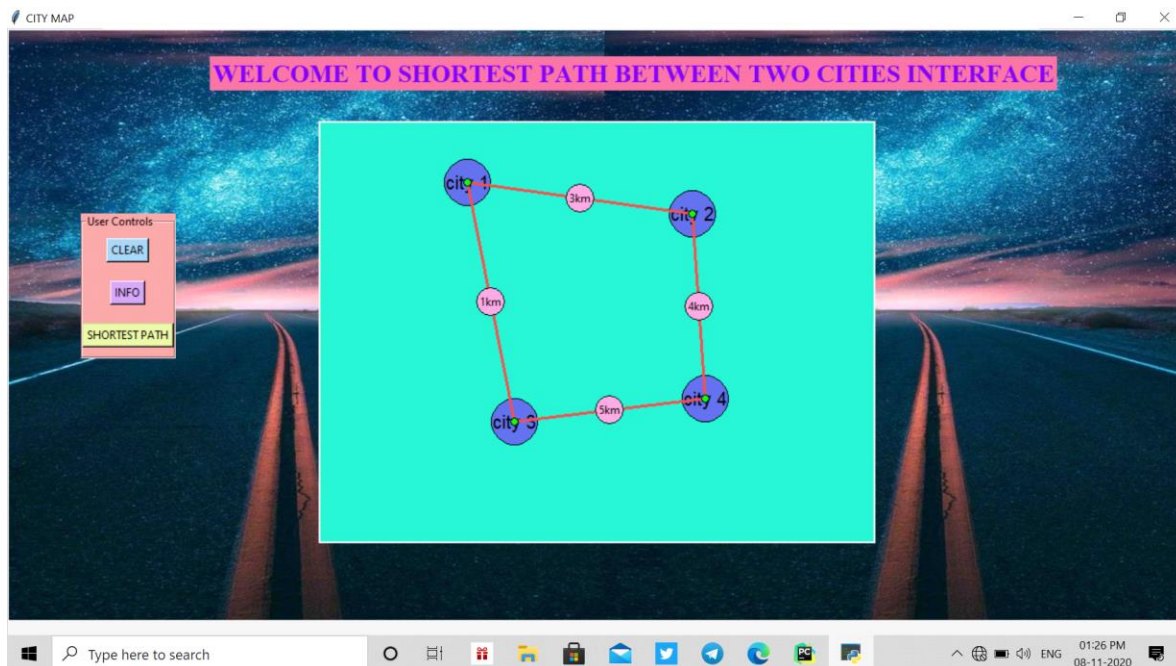 CITY MAP
WELCOME TO SHORTEST PATH BETWEEN TWO CITIES INTERFACE
city 1
3km
city 2
User Controls
CLEAR
INFO
SHORTEST PATH
1km
4km
city 3
5km
city 4
Type here to search
PC
ENG
01:26 PM
08-11-2020